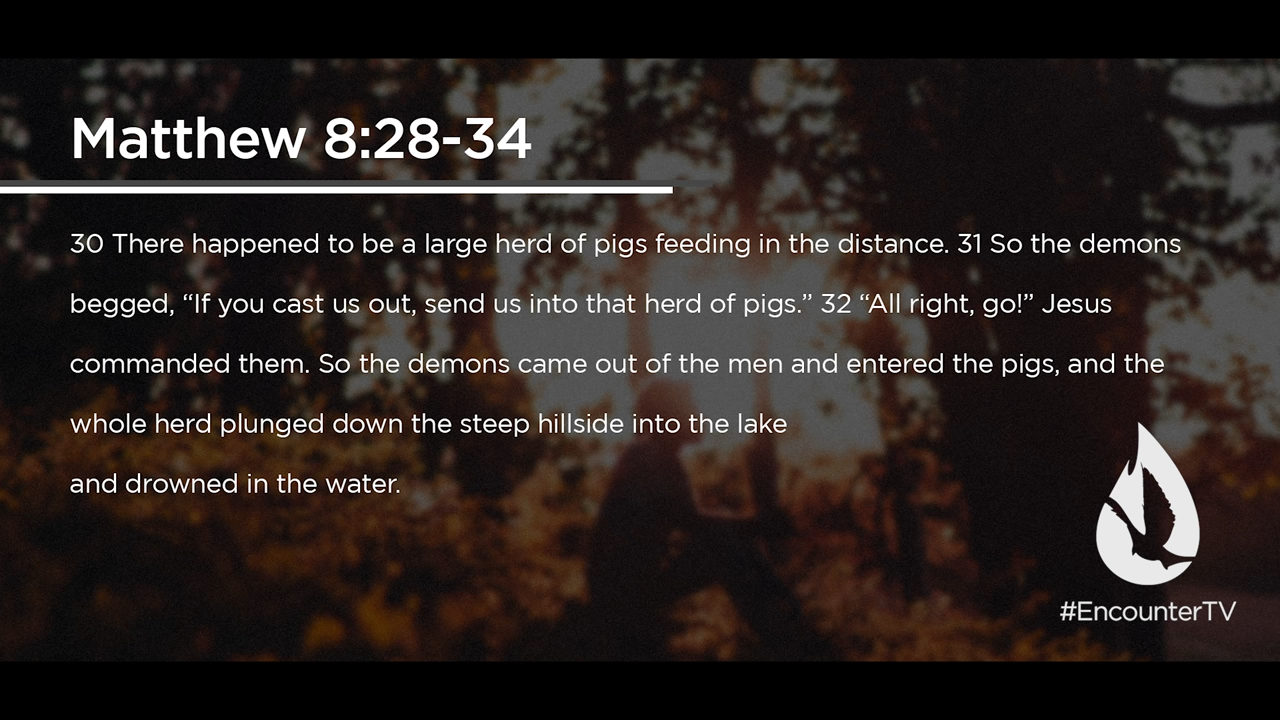 Matthew 8:28-34
30 There happened to be a large herd of pigs feeding in the distance. 31 So the demons
begged, “If you cast us out, send us into that herd of pigs.” 32 “All right, go!” Jesus
commanded them. So the demons came out of the men and entered the pigs, and the
whole herd plunged down the steep hillside into the lake
and drowned in the water.
#EncounterTV